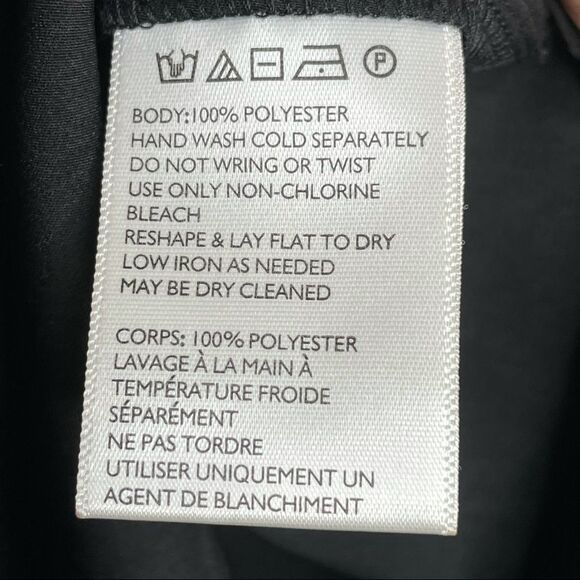 P
BODY:100% POLYESTER
HAND WASH COLD SEPARATELY
DO NOT WRING OR TWIST
USE ONLY NON-CHLORINE
BLEACH
RESHAPE & LAY FLAT TO DRY
LOW IRON AS NEEDED
MAY BE DRY CLEANED
CORPS: 100% POLYESTER
LAVAGE À LA MAIN À
TEMPÉRATURE FROIDE
SÉPARÉMENT
NE PAS TORDRE
UTILISER UNIQUEMENT UN
AGENT DE BLANCHIMENT